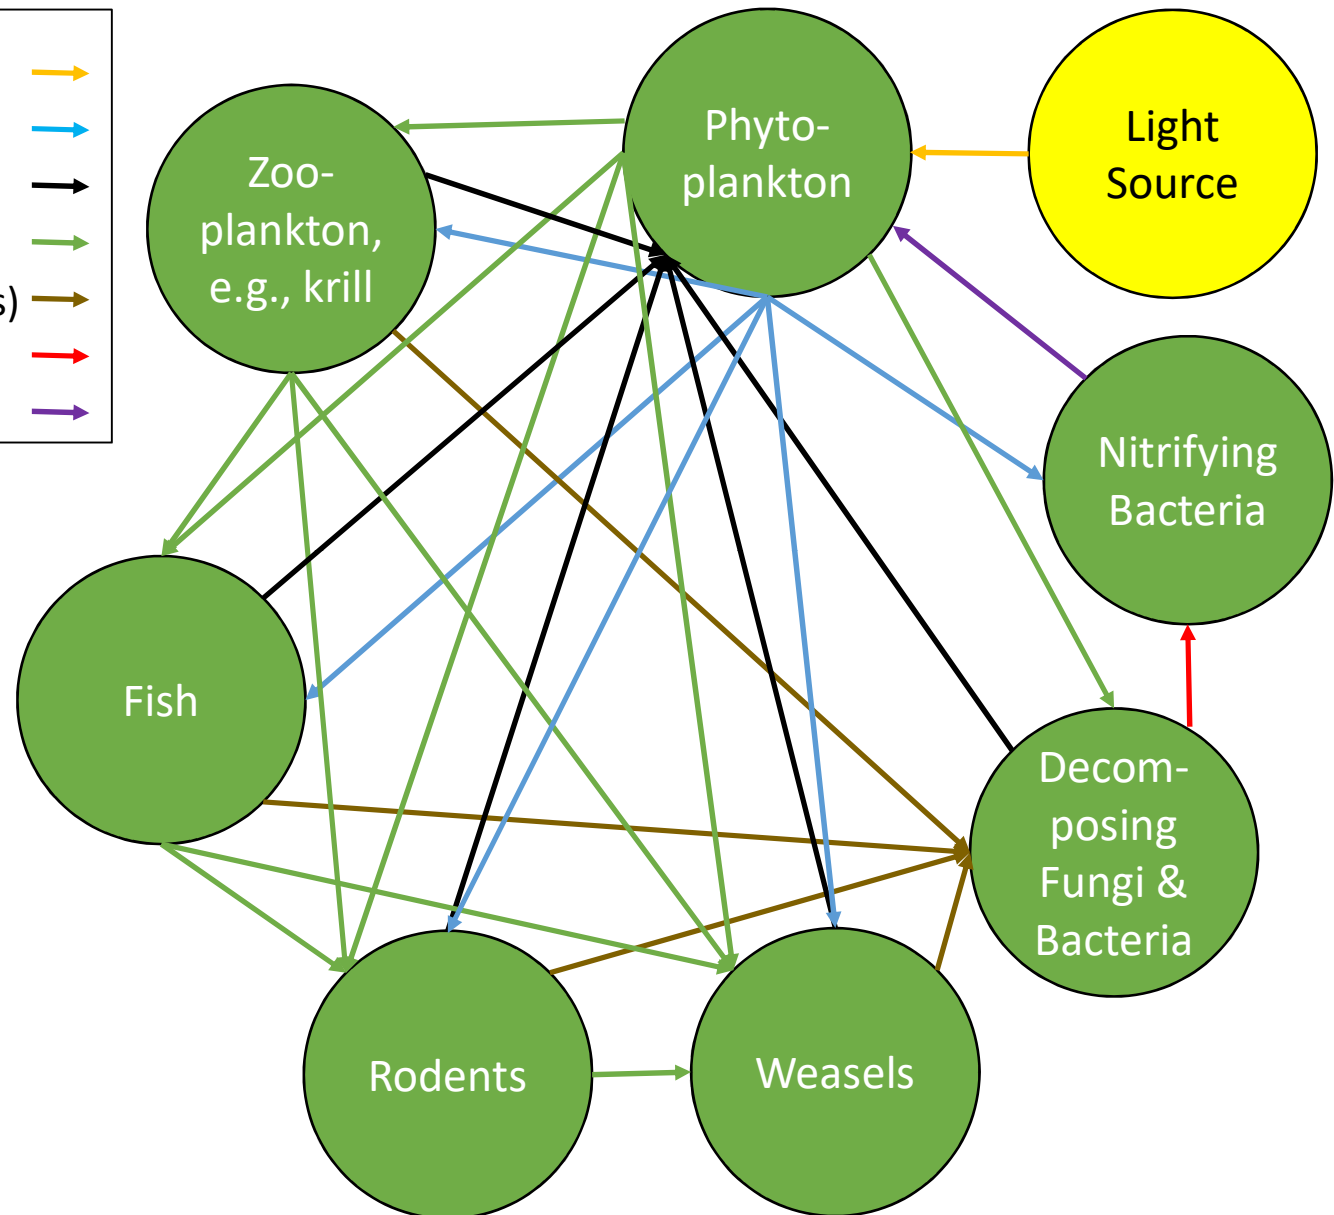 Phyto-
plankton
Light
Source
Zoo-
plankton,
e.g., krill
s)
Nitrifying
Bacteria
Fish
Decom-
posing
Fungi &
Bacteria
Rodents
Weasels